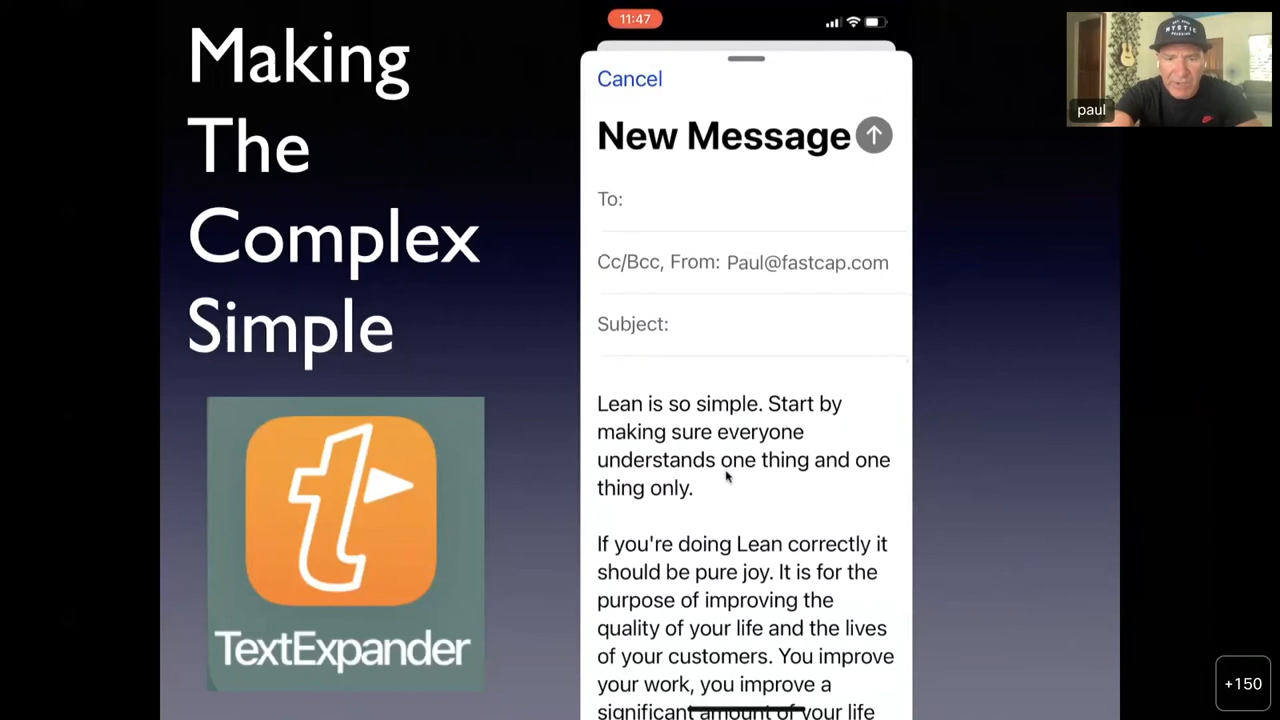 Making
The
Complex
Simple
TextExpander
11:47
Cancel
New Message
To:
Cc/Bcc, From: Paul@fastcap.com
Subject:
Lean is so simple. Start by
making sure everyone
understands one thing and one
thing only.
If you're doing Lean correctly it
should be pure joy. It is for the
purpose of improving the
quality of your life and the lives
of your customers. You improve
your work, you improve a
significant amount of your life
MYSTIC
paul
+150